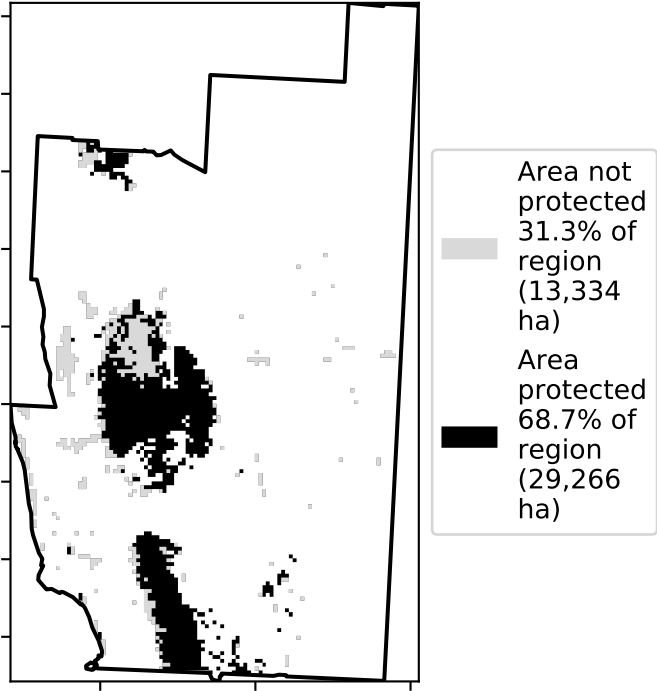 Area not
protected
31.3% of
region
(13,334
ha)
Area
protected
68.7% of
region
(29,266
ha)